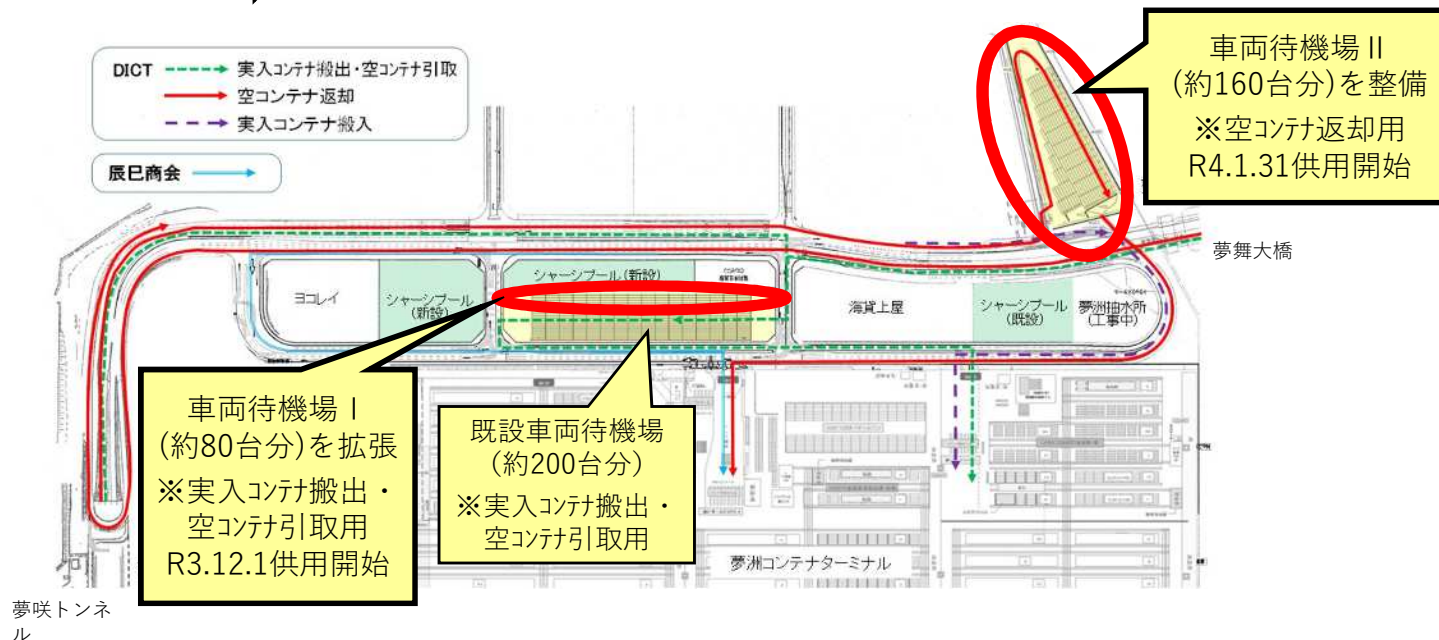 DICT
実入コンテナ搬出・空コンテナ引取
空コンテナ返却
実入コンテナ搬入
辰巳商会
車両待機場Ⅱ
(約160台分)を整備
※空コンテナ返却用
R4.1.31供用開始
夢舞大橋
ヨコレイ
シャーシプール
(新設)
シャーシプール(新設)
海貨上屋
シャーシプール
(既設)
夢洲抽水所
(工事中)
車両待機場Ⅰ
(約80台分)を拡張
※実入コンテナ搬出・
空コンテナ引取用
R3.12.1供用開始
既設車両待機場
(約200台分)
※実入コンテナ搬出・
空コンテナ引取用
夢洲コンテナターミナル
夢咲トンネ
ル